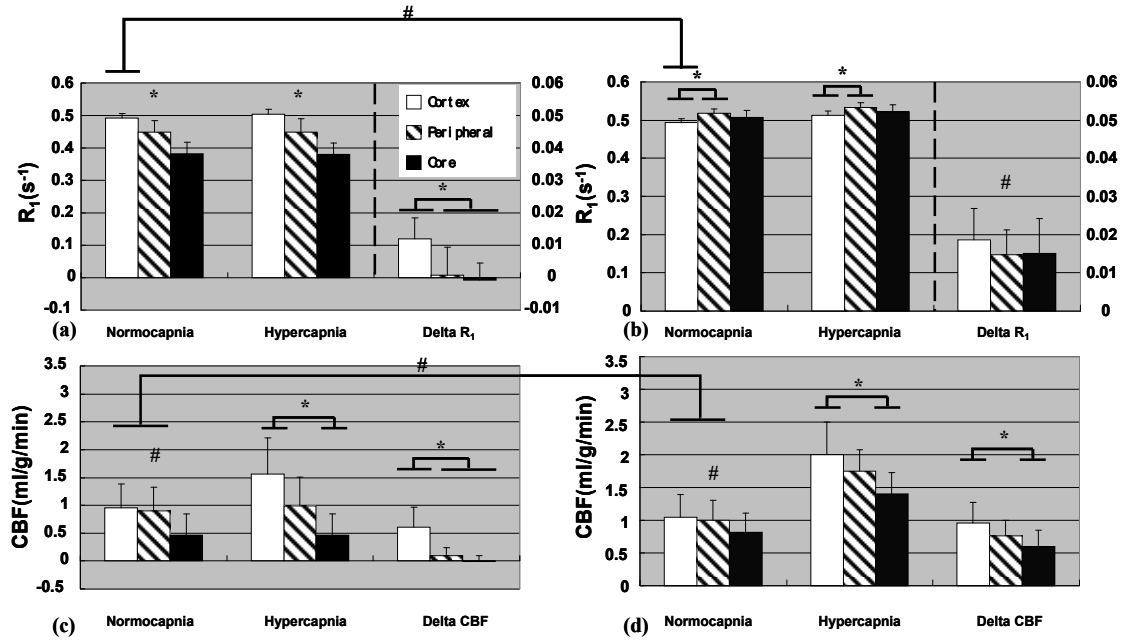 #
0.6
0.5
0.4
0.3
0.2
0.1
0
-0.1
R1(s-1)
*
*
*
Cortex
Peripheral
Core
0.06
0.05
0.04
0.03
0.02
0.01
0
-0.01
(a)
Normocapnia
Hypercapnia
Delta R1
0.6
0.5
0.4
0.3
0.2
0.1
0
R1(s-1)
*
*
#
0.06
0.05
0.04
0.03
0.02
0.01
0
(b)
Normocapnia
Hypercapnia
Delta R1
#
3.5
3
2.5
2
1.5
1
0.5
0
-0.5
CBF(ml/g/min)
#
*
*
(c)
Normocapnia
Hypercapnia
Delta CBF
3.5
3
2.5
2
1.5
1
0.5
0
CBF(ml/g/min)
#
*
*
(d)
Normocapnia
Hypercapnia
Delta CBF